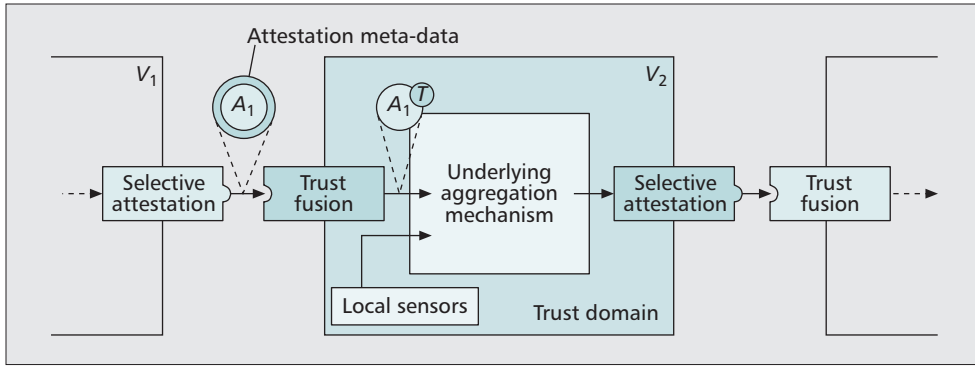 Attestation meta-data
V1
A1
A1
T
V2
Selective
attestation
Trust
fusion
Underlying
aggregation
mechanism
Selective
attestation
Trust
fusion
Local sensors
Trust domain